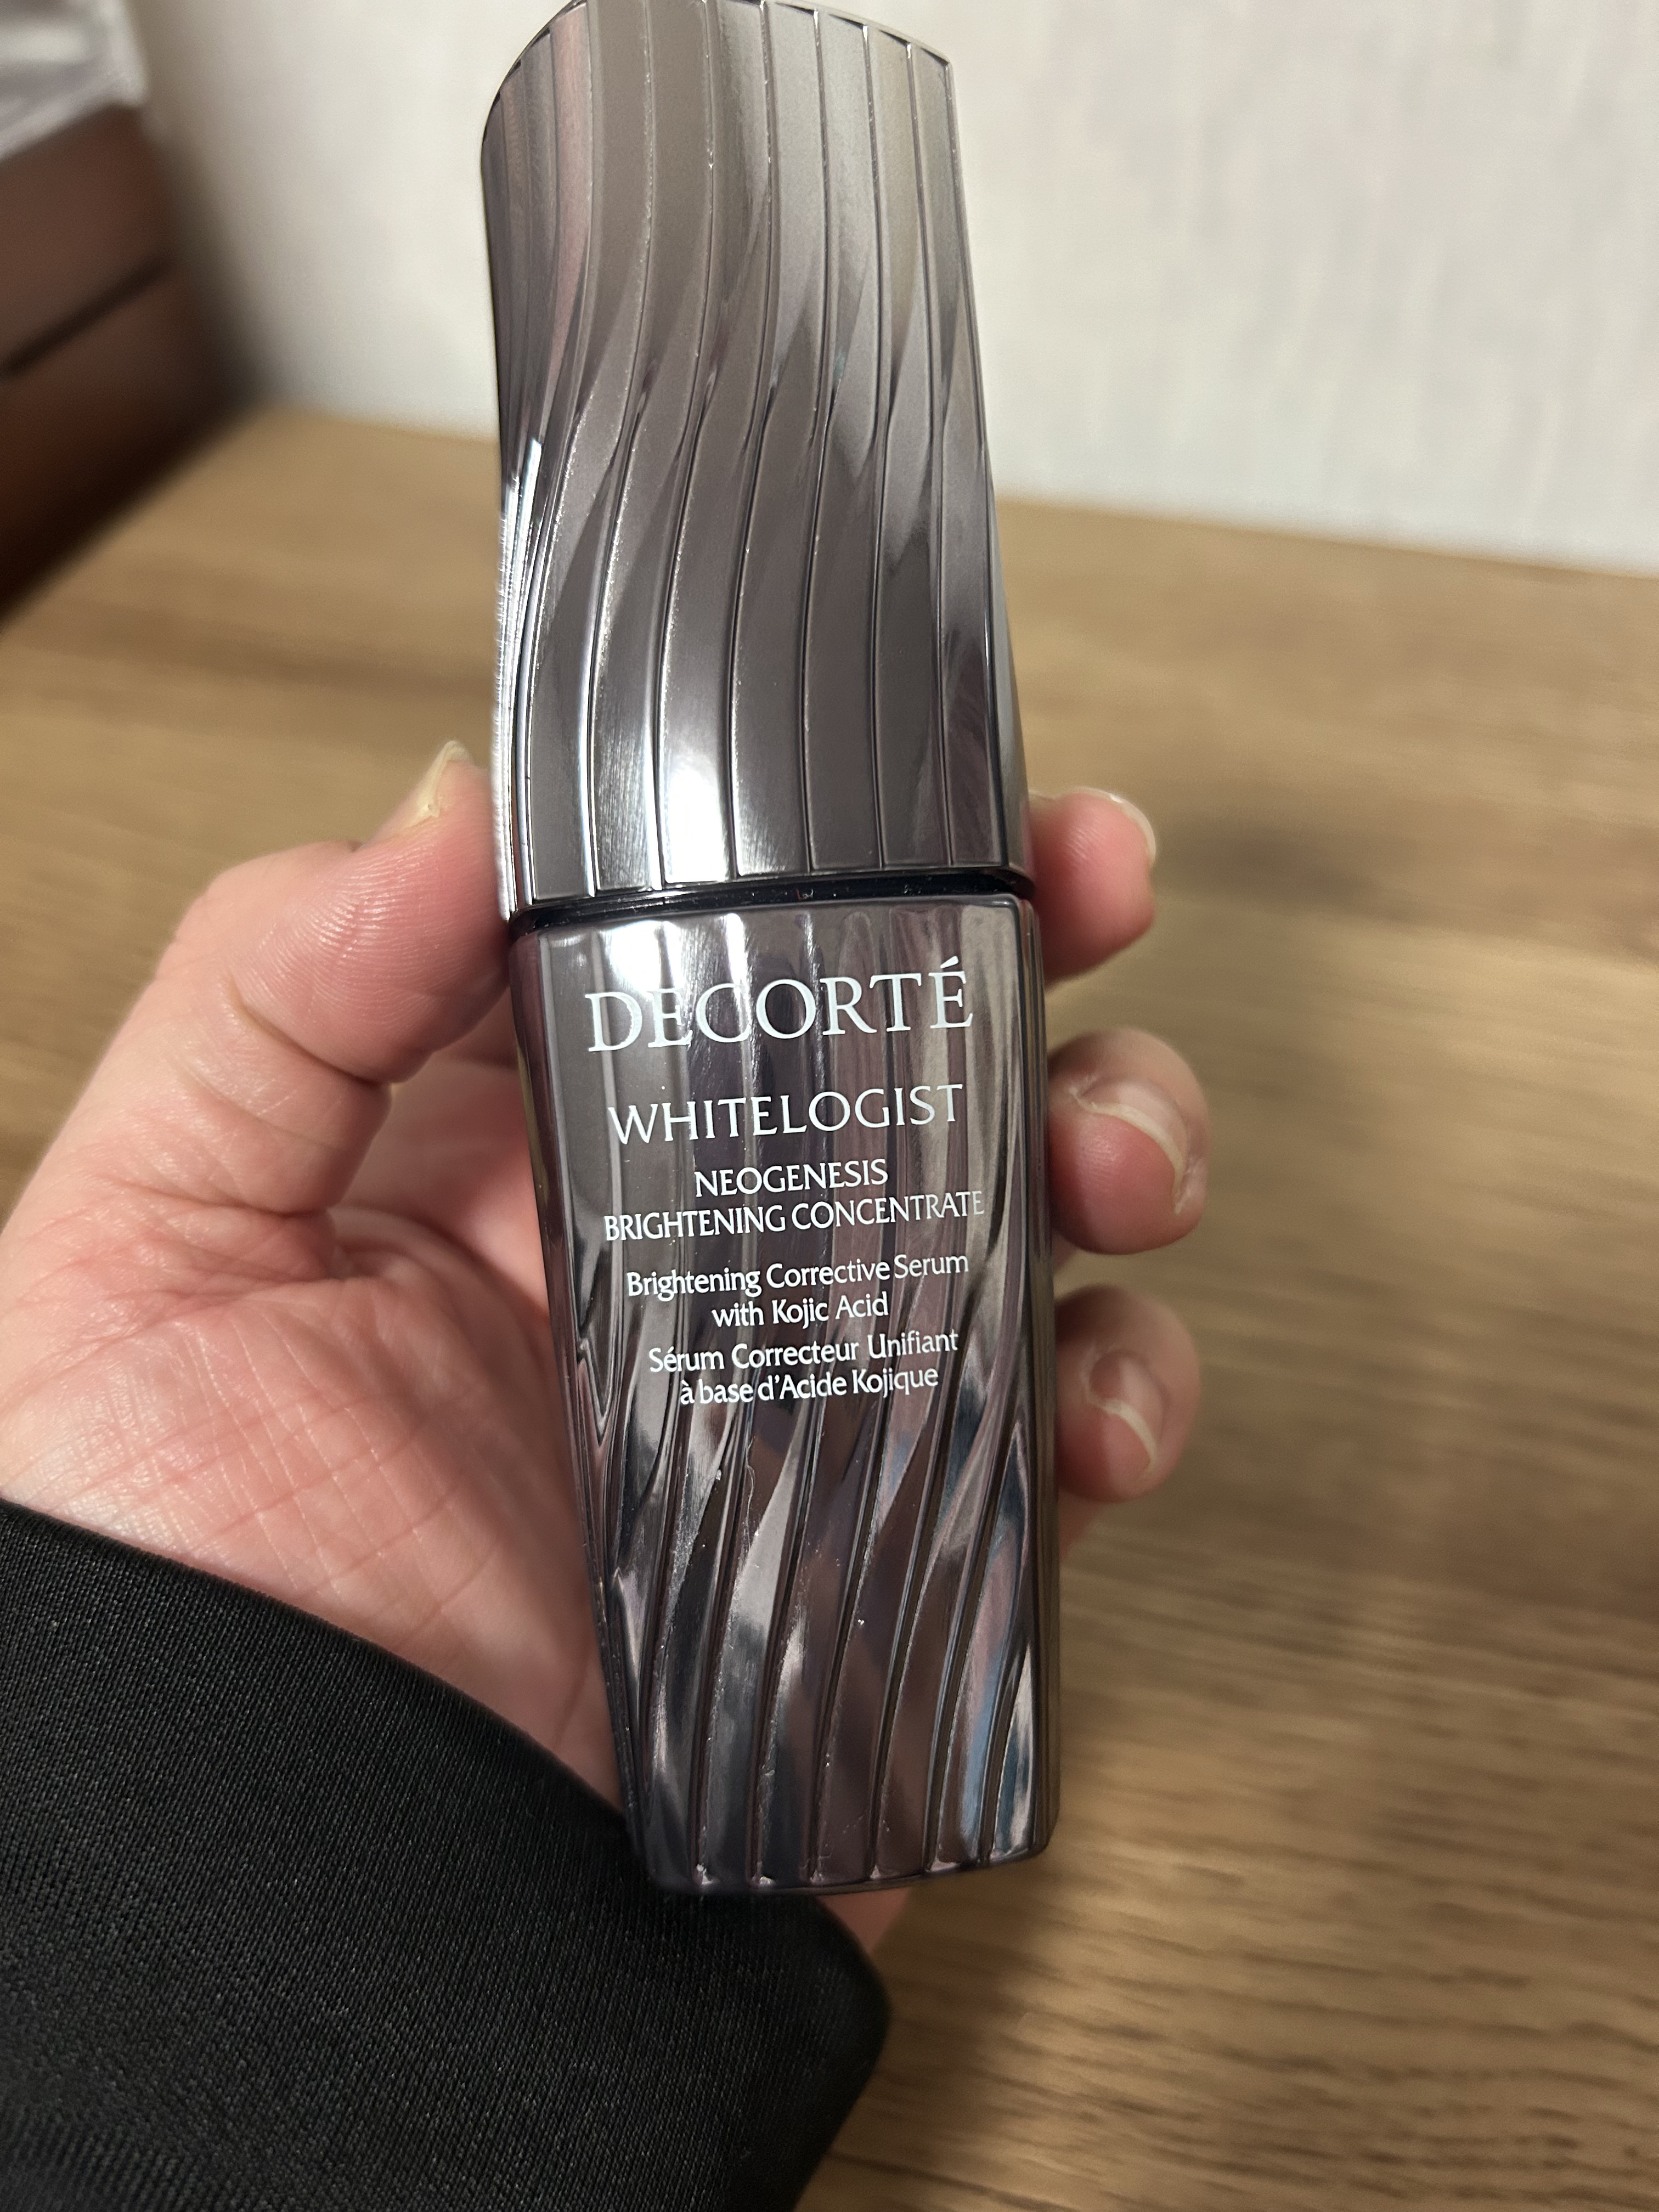 DECORTÉ
WHITELOGIST
NEOGENESIS
BRIGHTENING CONCENTRATE
Brightening Corrective Serum
with Kojic Acid
Sérum Correcteur Unifiant
à base d'Acide Kojique